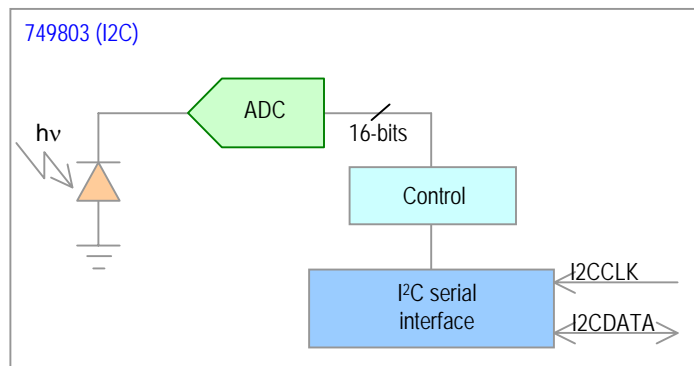 749803 (I2C)
ADC
hν
16-bits
Control
I2CCLK
I²C serial
interface
I2CDATA